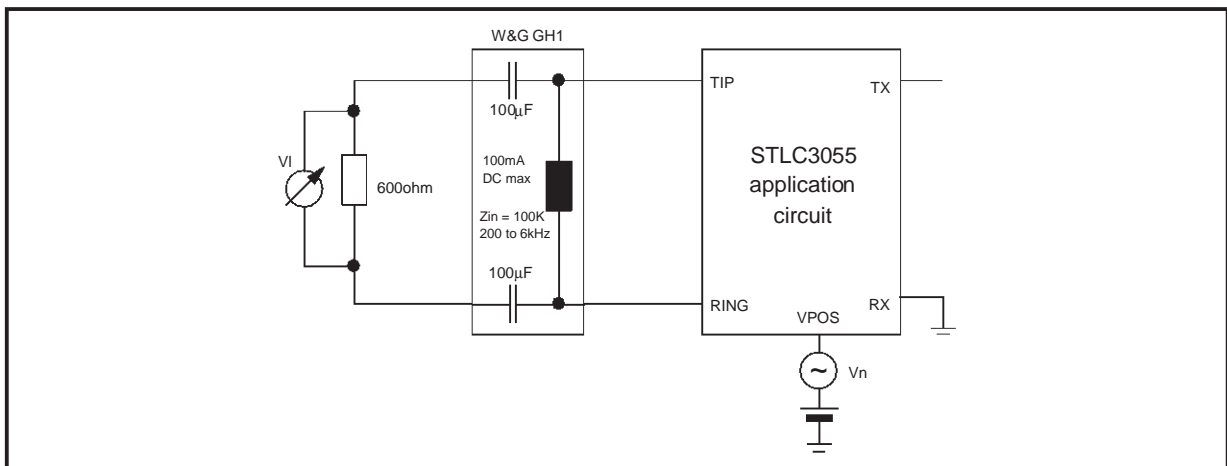 W&G GH1
100μF
TIP
TX
VI
600ohm
100mA
DC max
Zin = 100K
200 to 6kHz
STLC3055
application
circuit
100μF
RING
RX
VPOS
~
Vn